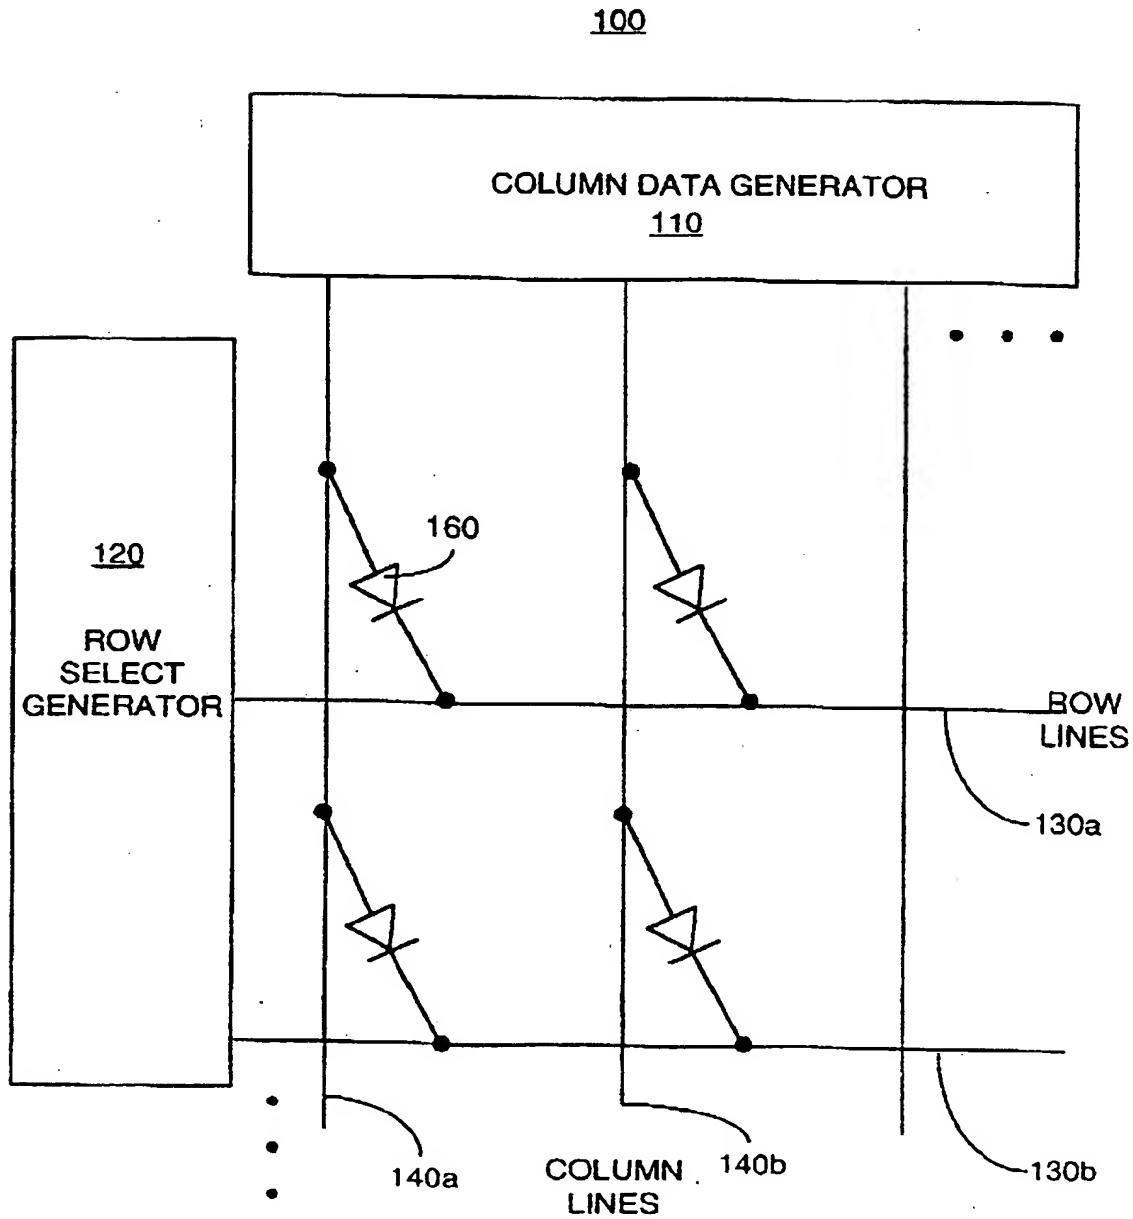 100
COLUMN DATA GENERATOR
110
160
120
ROW
SELECT
GENERATOR
ROW
LINES
130a
140a
COLUMN
LINES
140b
130b